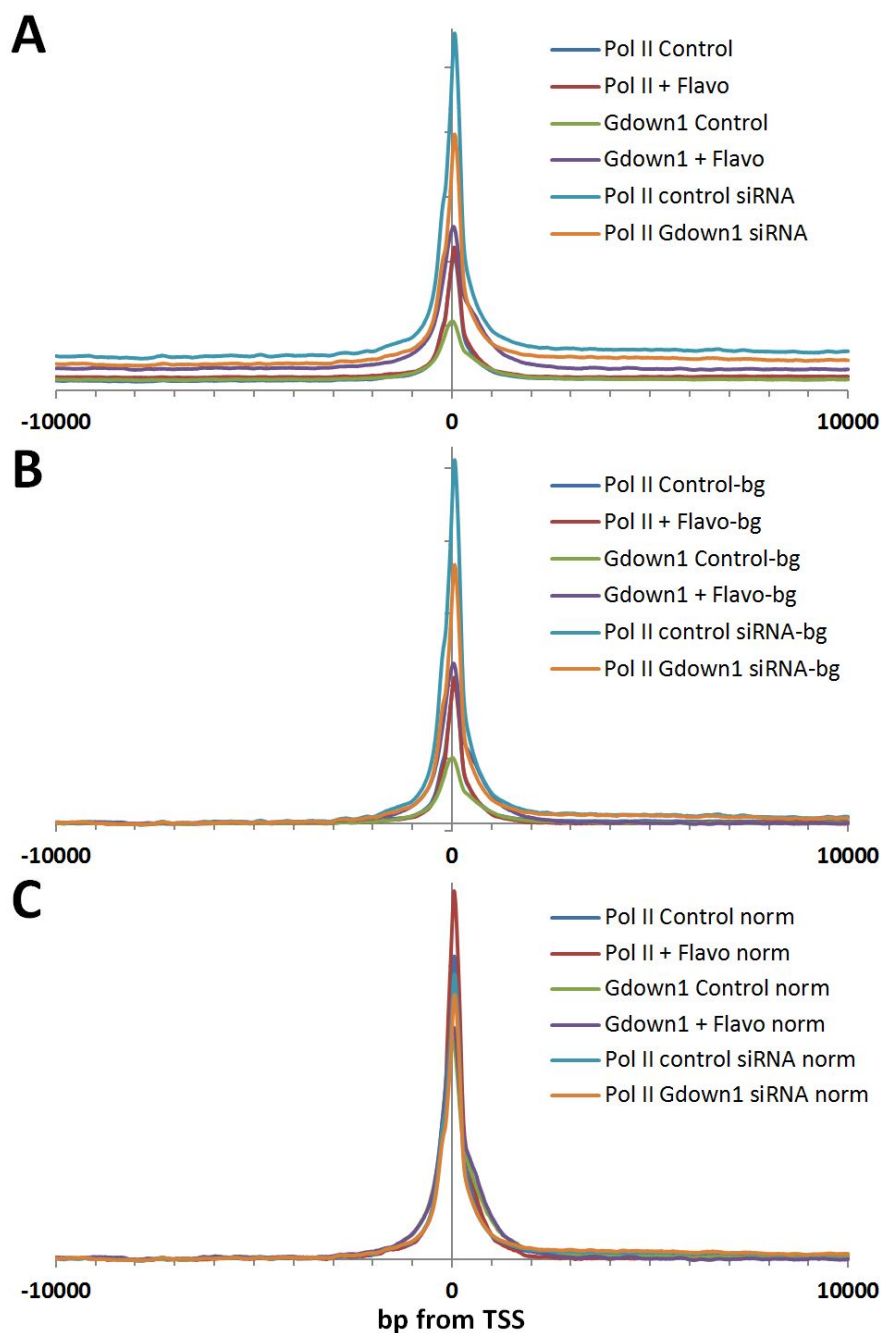 A
Pol II Control
Pol II + Flavo
Gdown1 Control
Gdown1 + Flavo
Pol II control siRNA
Pol II Gdown1 siRNA
-10000 0 10000
B
Pol II Control-bg
Pol II + Flavo-bg
Gdown1 Control-bg
Gdown1 + Flavo-bg
Pol II control siRNA-bg
Pol II Gdown1 siRNA-bg
-10000 0 10000
C
Pol II Control norm
Pol II + Flavo norm
Gdown1 Control norm
Gdown1 + Flavo norm
Pol II control siRNA norm
Pol II Gdown1 siRNA norm
-10000 0 10000
bp from TSS